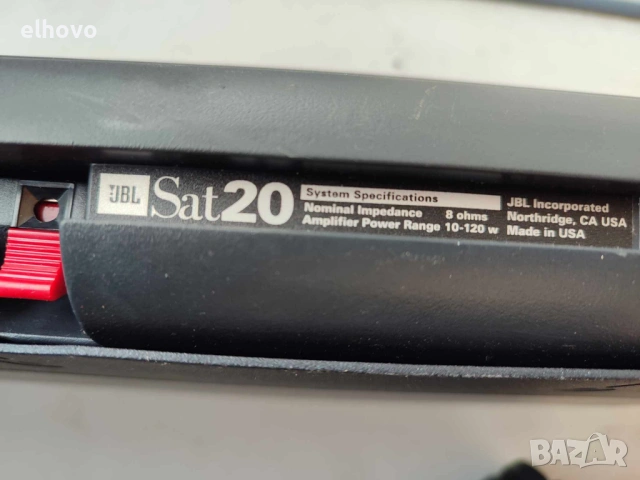 elhovo
JBL Sat20
System Specifications
Nominal Impedance 8 ohms
Amplifier Power Range 10-120 w
JBL Incorporated
Northridge, CA USA
Made in USA
BAZAR